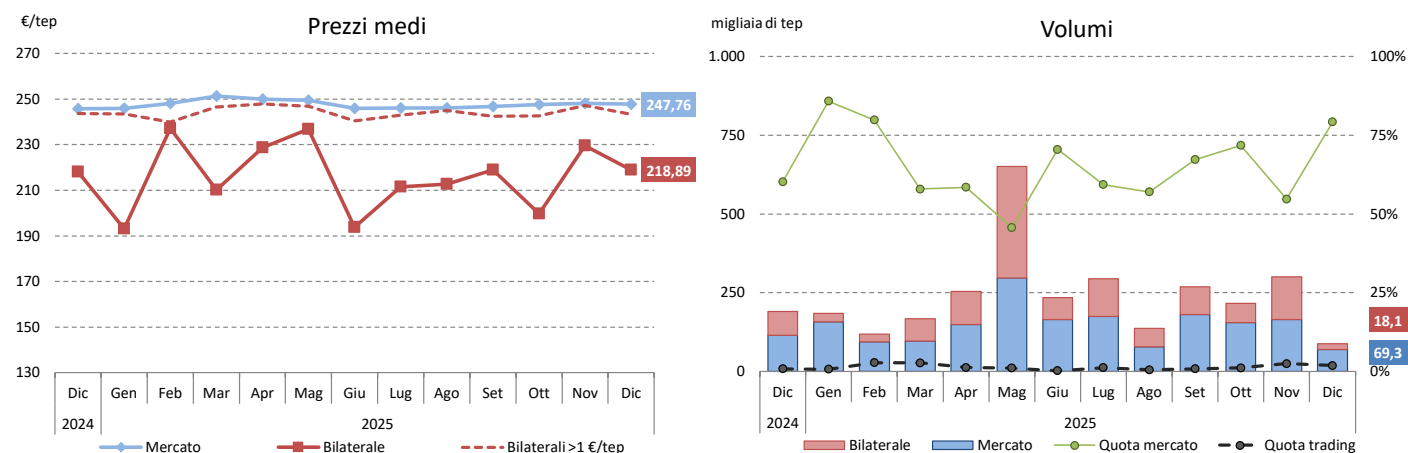 €/tep
Prezzi medi
270
250
230
210
190
170
150
130
247,76
218,89
Dic Gen Feb Mar Apr Mag Giu Lug Ago Set Ott Nov Dic
2024 2025
Mercato Bilaterale Bilaterali >1 €/tep
migliaia di tep
Volumi
1.000 100%
750 75%
500 50%
250 25%
18,1
69,3
0 0%
Dic Gen Feb Mar Apr Mag Giu Lug Ago Set Ott Nov Dic
2024 2025
Bilaterale Mercato Quota mercato Quota trading